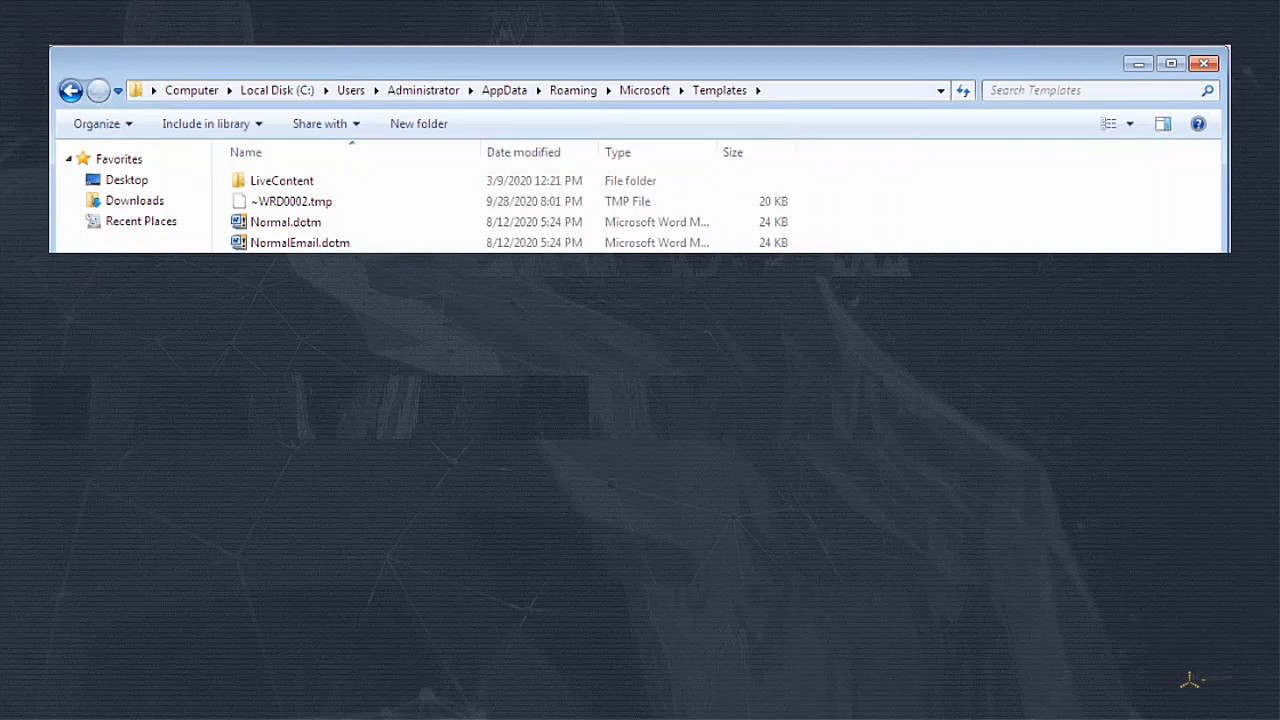 Computer Local Disk (C:) Users Administrator AppData Roaming Microsoft Templates Search Templates
Organize Include in library Share with New folder
Name Date modified Type Size
Favorites
Desktop
Downloads
Recent Places
LiveContent 3/9/2020 12:21 PM File folder
~WRD0002.tmp 9/28/2020 8:01 PM TMP File 20 KB
Normal.dotm 8/12/2020 5:24 PM Microsoft Word M... 24 KB
NormalEmail.dotm 8/12/2020 5:24 PM Microsoft Word M... 24 KB